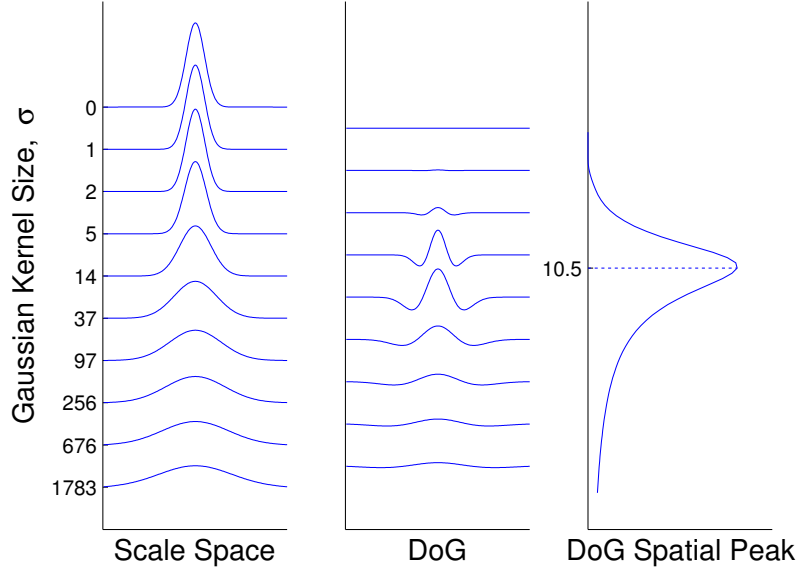 Gaussian Kernel Size, σ
0
1
2
5
14
37
97
256
676
1783
10.5
Scale Space
DoG
DoG Spatial Peak